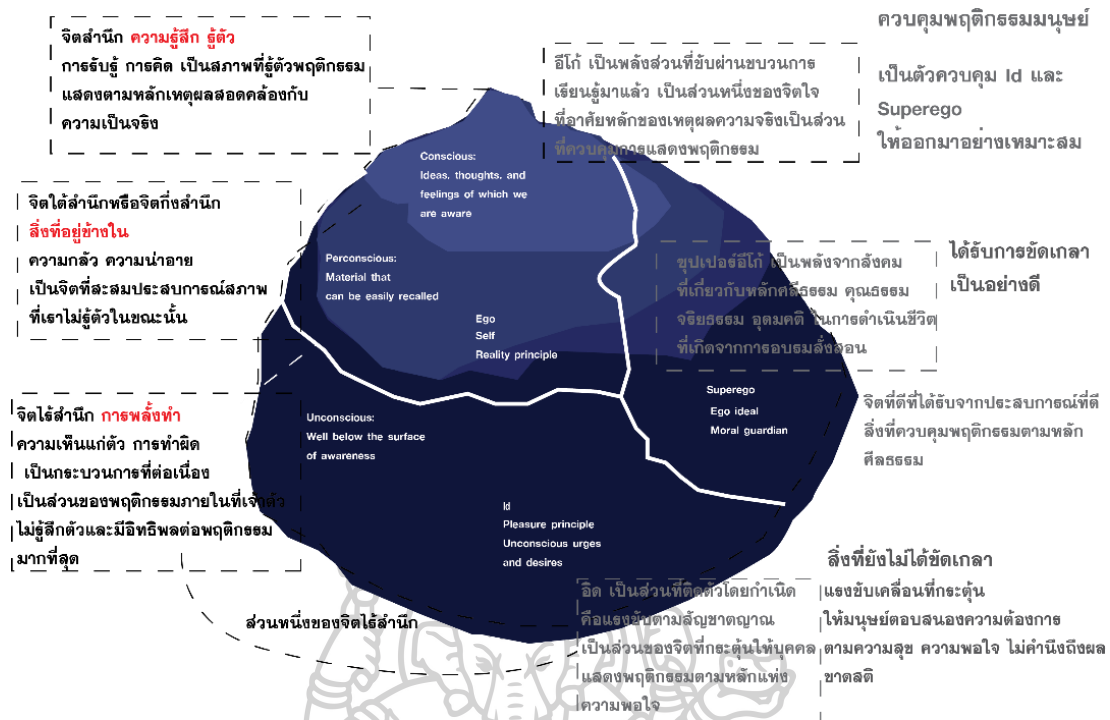 จิตสำนึก ความรู้สึก รู้ตัว
การรับรู้ การคิด เป็นสภาพที่รู้ตัวพฤติกรรม
แสดงตามหลักเหตุผลสอดคล้องกับ
ความเป็นจริง
อีโก้ เป็นพลังส่วนที่ขับผ่านขบวนการ
เรียนรู้มาแล้ว เป็นส่วนหนึ่งของจิตใจ
ที่อาศัยหลักของเหตุผลความจริงเป็นส่วน
ที่ควบคุมการแสดงพฤติกรรม
ควบคุมพฤติกรรมมนุษย์
เป็นตัวควบคุม Id และ
Superego
ให้ออกมาอย่างเหมาะสม
Conscious:
Ideas, thoughts, and
feelings of which we
are aware
จิตใต้สำนึกหรือจิตกึ่งสำนึก
สิ่งที่อยู่ข้างใน
ความกลัว ความน่าอาย
เป็นจิตที่สะสมประสบการณ์สภาพ
ที่เราไม่รู้ตัวในขณะนั้น
Perconscious:
Material that
can be easily recalled
Ego
Self
Reality principle
ซุปเปอร์อีโก้ เป็นพลังจากสังคม
ที่เกี่ยวกับหลักศีลธรรม คุณธรรม
จริยธรรม อุดมคติ ในการดำเนินชีวิต
ที่เกิดจากการอบรมสั่งสอน
ได้รับการขัดเกลา
เป็นอย่างดี
จิตไร้สำนึก การพลั้งทำ
ความเห็นแก่ตัว การทำผิด
เป็นกระบวนการที่ต่อเนื่อง
เป็นส่วนของพฤติกรรมภายในที่เจ้าตัว
ไม่รู้สึกตัวและมีอิทธิพลต่อพฤติกรรม
มากที่สุด
Unconscious:
Well below the surface
of awareness
Superego
Ego ideal
Moral guardian
จิตที่ดีที่ได้รับจากประสบการณ์ที่ดี
สิ่งที่ควบคุมพฤติกรรมตามหลัก
ศีลธรรม
Id
Pleasure principle
Unconscious urges
and desires
ส่วนหนึ่งของจิตไร้สำนึก
อิด เป็นส่วนที่ติดตัวโดยกำเนิด
คือแรงขับตามสัญชาตญาณ
เป็นส่วนของจิตที่กระตุ้นให้บุคคล
แสดงพฤติกรรมตามหลักแห่ง
ความพอใจ
สิ่งที่ยังไม่ได้ขัดเกลา
แรงขับเคลื่อนที่กระตุ้น
ให้มนุษย์ตอบสนองความต้องการ
ตามความสุข ความพอใจ ไม่คำนึงถึงผล
ขาดสติ